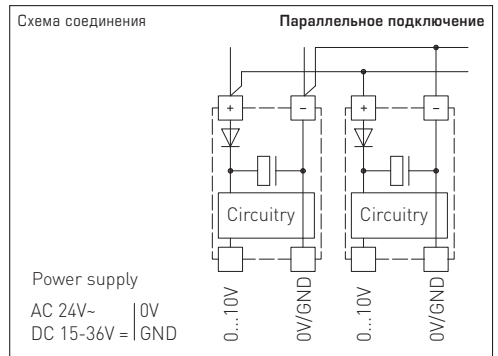 Схема соединения
Параллельное подключение
+
−
+
−
Circuitry
Circuitry
Power supply
AC 24V~ 0V
DC 15-36V = GND
0...10V
0V/GND
0...10V
0V/GND